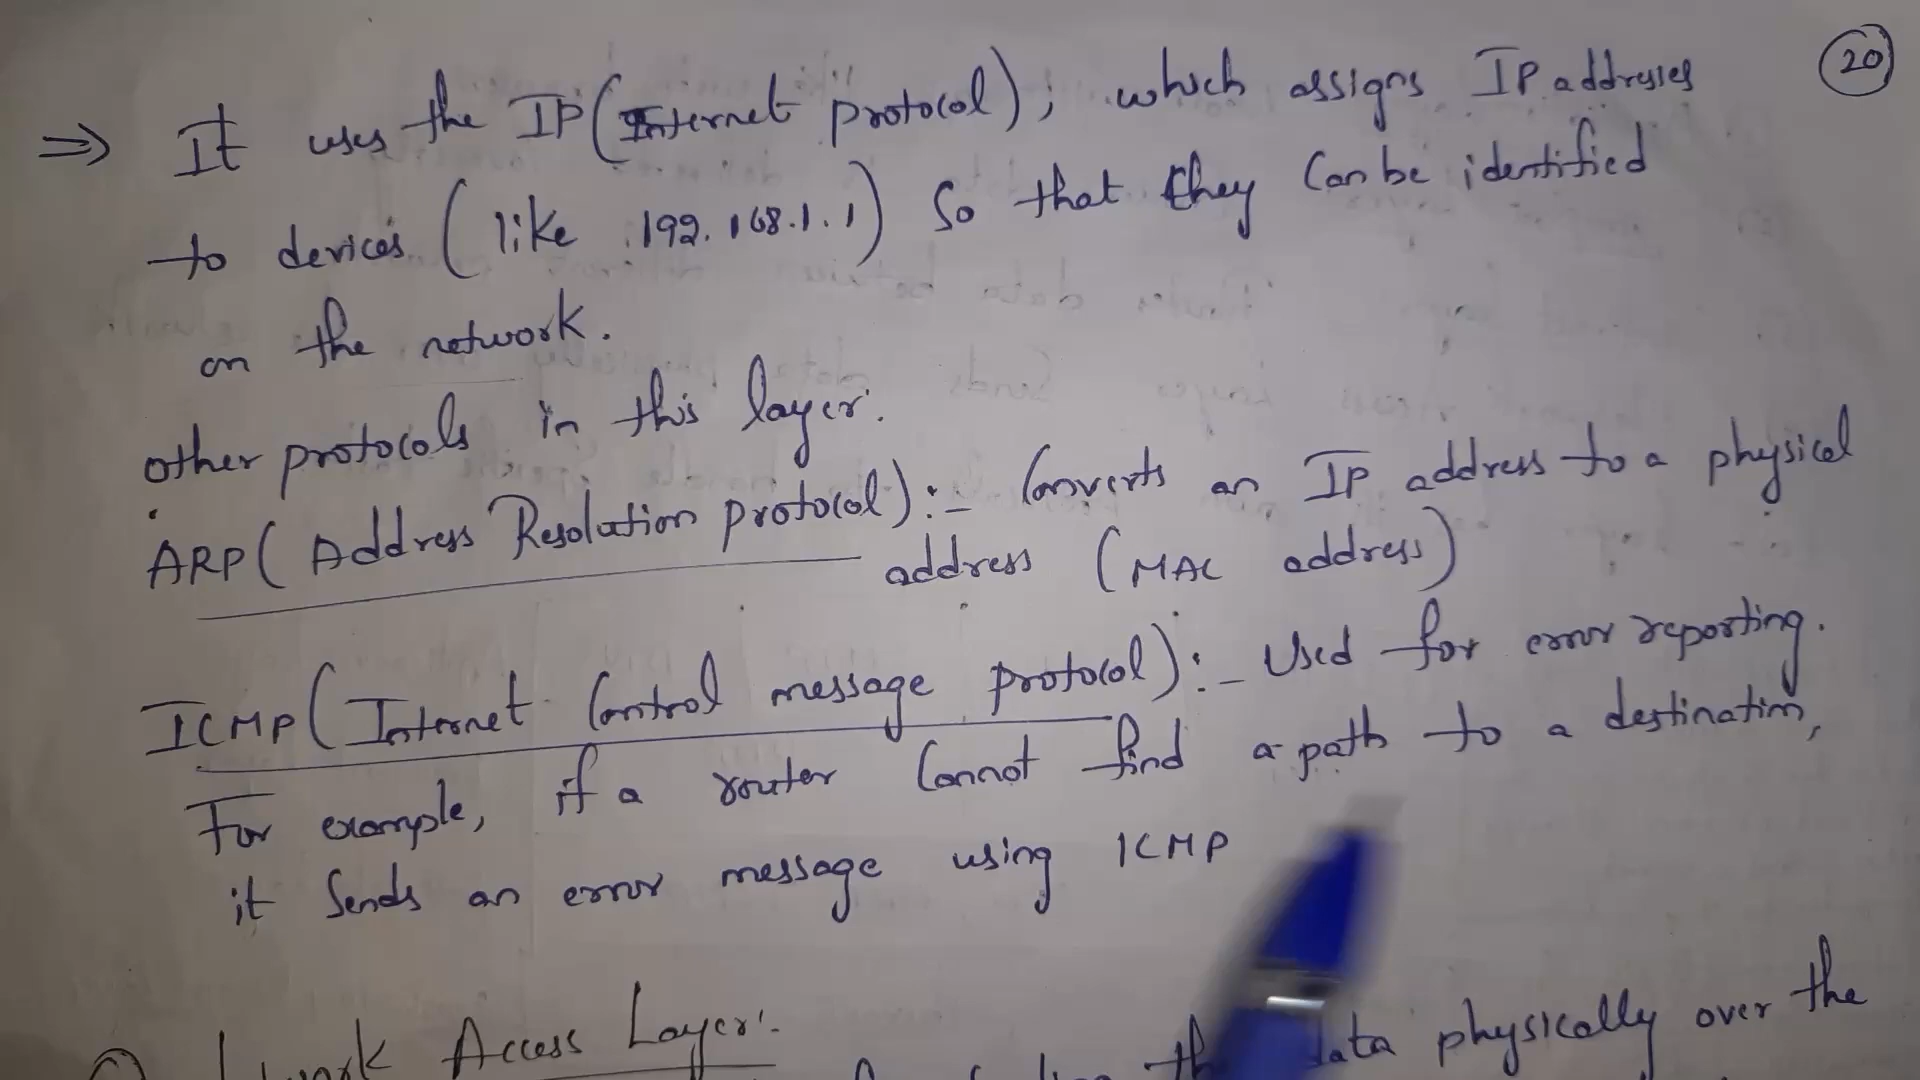 20
⇒ It uses the IP (Internet protocol), which assigns IP addresses
to devices (like 192.168.1.1) so that they can be identified
on the network.
other protocols in this layer:
ARP (Address Resolution protocol):- Converts an IP address to a physical
address (MAC address)
ICMP (Internet Control message protocol):- Used for error reporting.
For example, if a router cannot find a path to a destination,
it sends an error message using ICMP
Access Layer:-
data physically over the